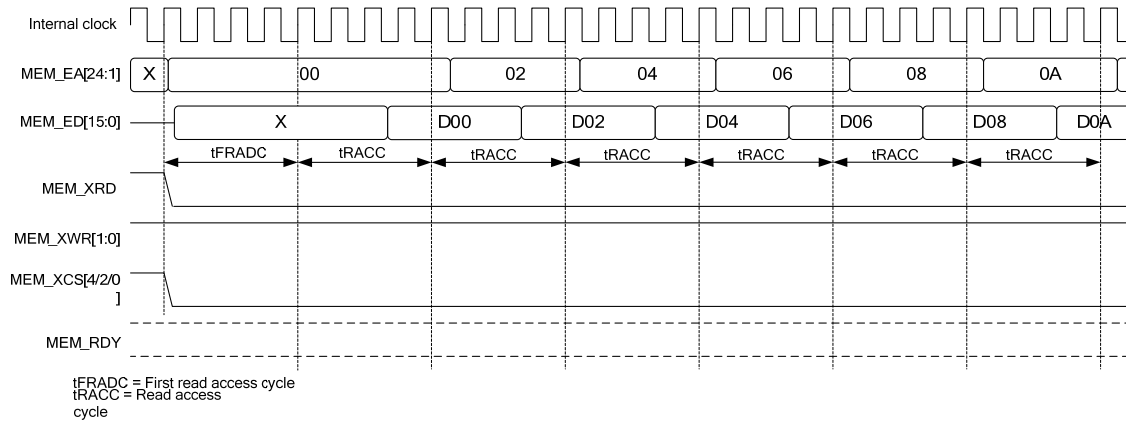 Internal clock
MEM_EA[24:1] X 00 02 04 06 08 0A
MEM_ED[15:0] X D00 D02 D04 D06 D08 D0A
tFRADC tRACC tRACC tRACC tRACC tRACC tRACC
MEM_XRD
MEM_XWR[1:0]
MEM_XCS[4/2/0
]
MEM_RDY
tFRADC = First read access cycle
tRACC = Read access
cycle